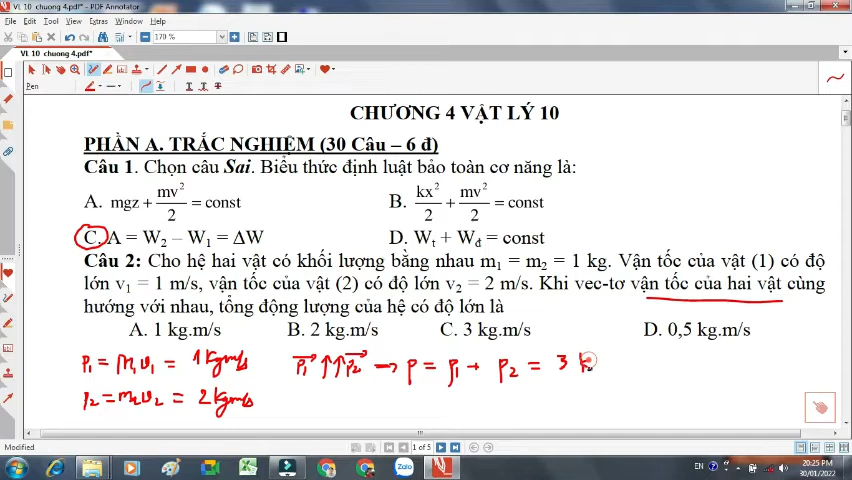 VL 10 chuong 4.pdf* - PDF Annotator
File Edit Tool View Extras Window Help
170 %
VL 10 chuong 4.pdf*
Pen
CHƯƠNG 4 VẬT LÝ 10
PHẦN A. TRẮC NGHIỆM (30 Câu – 6 đ)
Câu 1. Chọn câu Sai. Biểu thức định luật bảo toàn cơ năng là:
A. mgz + mv²/2 = const B. kx²/2 + mv²/2 = const
C. A = W₂ – W₁ = ΔW D. Wₜ + Wđ = const
Câu 2: Cho hệ hai vật có khối lượng bằng nhau m₁ = m₂ = 1 kg. Vận tốc của vật (1) có độ
lớn v₁ = 1 m/s, vận tốc của vật (2) có độ lớn v₂ = 2 m/s. Khi vec-tơ vận tốc của hai vật cùng
hướng với nhau, tổng động lượng của hệ có độ lớn là
A. 1 kg.m/s B. 2 kg.m/s C. 3 kg.m/s D. 0,5 kg.m/s
p₁ = m₁v₁ = 1 kgm/s p₁⃗ ↑↑ p₂⃗ → p = p₁ + p₂ = 3 k
p₂ = m₂v₂ = 2 kgm/s
1 of 5
Modified
EN 20:25 PM
Zalo 30/01/2022